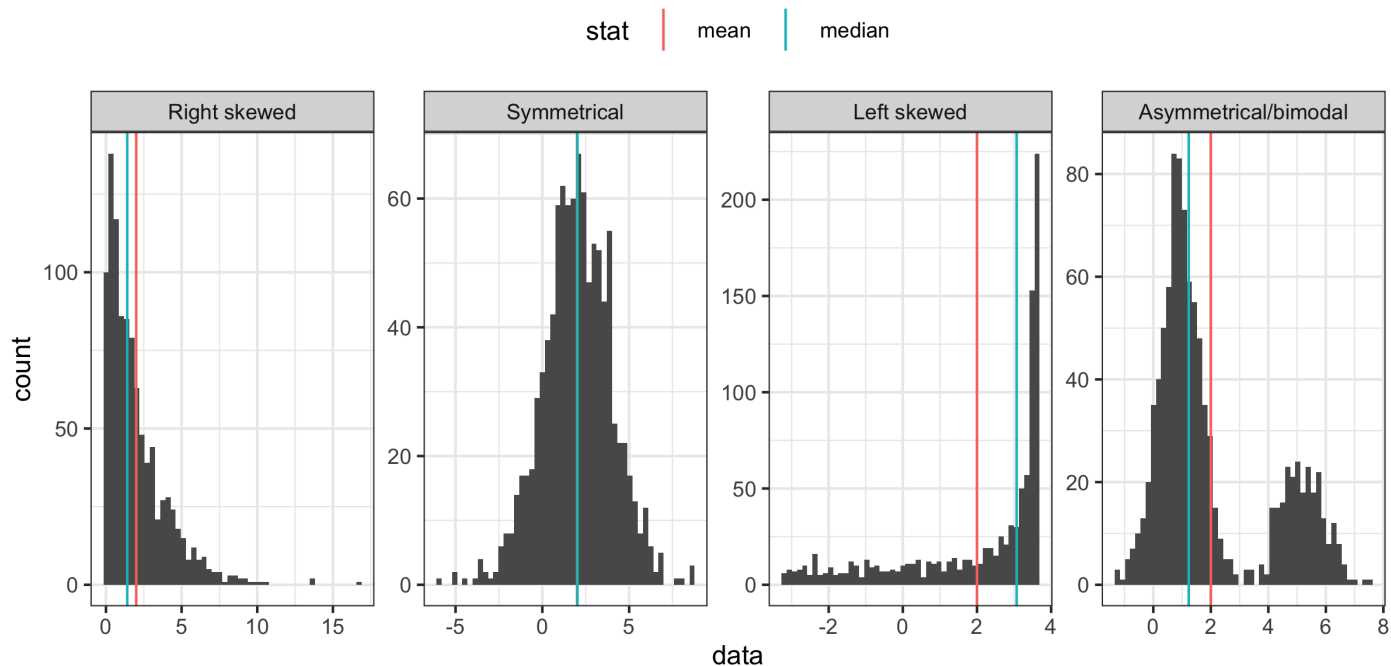 stat mean median
Right skewed Symmetrical Left skewed Asymmetrical/bimodal
count
100
50
0
60
40
20
0
200
150
100
50
0
80
60
40
20
0
0 5 10 15
-5 0 5
-2 0 2 4
0 2 4 6 8
data